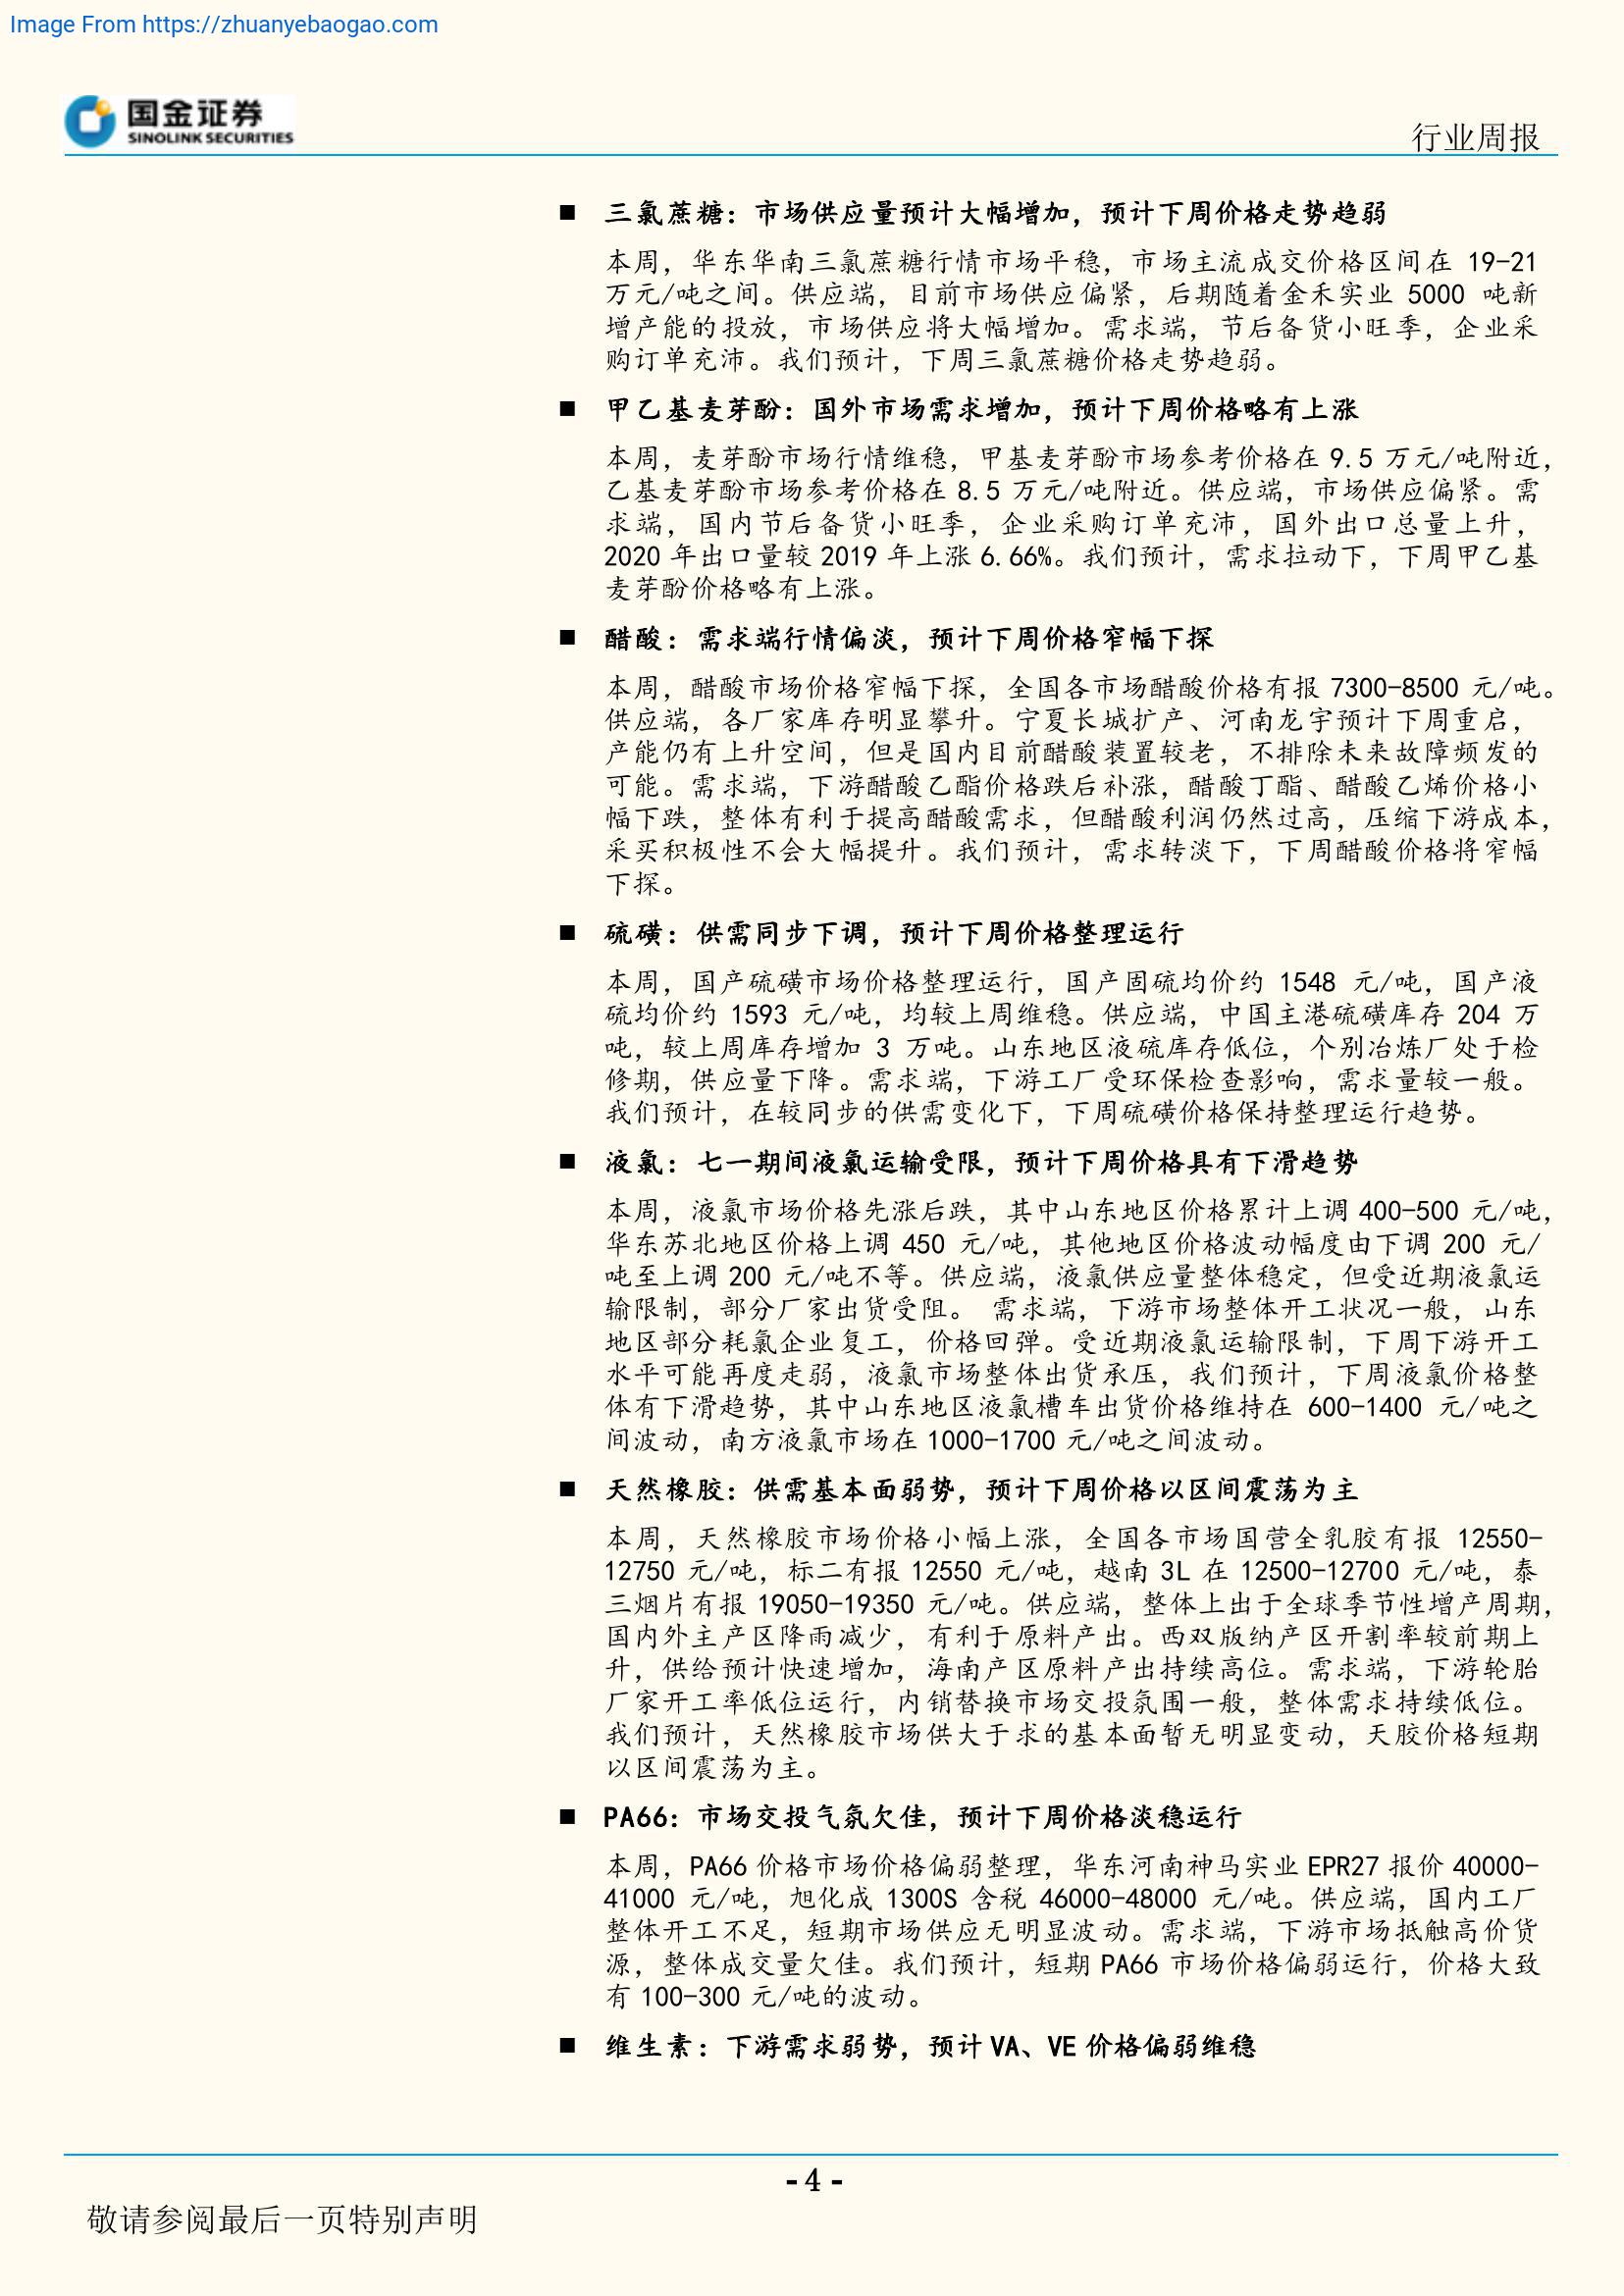 Image From https://zhuanyebaogao.com
国金证券
SINOLINK SECURITIES
行业周报
■ 三氯蔗糖：市场供应量预计大幅增加，预计下周价格走势趋弱
本周，华东华南三氯蔗糖行情市场平稳，市场主流成交价格区间在 19-21
万元/吨之间。供应端，目前市场供应偏紧，后期随着金禾实业 5000 吨新
增产能的投放，市场供应将大幅增加。需求端，节后备货小旺季，企业采
购订单充沛。我们预计，下周三氯蔗糖价格走势趋弱。
■ 甲乙基麦芽酚：国外市场需求增加，预计下周价格略有上涨
本周，麦芽酚市场行情维稳，甲基麦芽酚市场参考价格在 9.5 万元/吨附近，
乙基麦芽酚市场参考价格在 8.5 万元/吨附近。供应端，市场供应偏紧。需
求端，国内节后备货小旺季，企业采购订单充沛，国外出口总量上升，
2020 年出口量较 2019 年上涨 6.66%。我们预计，需求拉动下，下周甲乙基
麦芽酚价格略有上涨。
■ 醋酸：需求端行情偏淡，预计下周价格窄幅下探
本周，醋酸市场价格窄幅下探，全国各市场醋酸价格有报 7300-8500 元/吨。
供应端，各厂家库存明显攀升。宁夏长城扩产、河南龙宇预计下周重启，
产能仍有上升空间，但是国内目前醋酸装置较老，不排除未来故障频发的
可能。需求端，下游醋酸乙酯价格跌后补涨，醋酸丁酯、醋酸乙烯价格小
幅下跌，整体有利于提高醋酸需求，但醋酸利润仍然过高，压缩下游成本，
采买积极性不会大幅提升。我们预计，需求转淡下，下周醋酸价格将窄幅
下探。
■ 硫磺：供需同步下调，预计下周价格整理运行
本周，国产硫磺市场价格整理运行，国产固硫均价约 1548 元/吨，国产液
硫均价约 1593 元/吨，均较上周维稳。供应端，中国主港硫磺库存 204 万
吨，较上周库存增加 3 万吨。山东地区液硫库存低位，个别冶炼厂处于检
修期，供应量下降。需求端，下游工厂受环保检查影响，需求量较一般。
我们预计，在较同步的供需变化下，下周硫磺价格保持整理运行趋势。
■ 液氯：七一期间液氯运输受限，预计下周价格具有下滑趋势
本周，液氯市场价格先涨后跌，其中山东地区价格累计上调 400-500 元/吨，
华东苏北地区价格上调 450 元/吨，其他地区价格波动幅度由下调 200 元/
吨至上调 200 元/吨不等。供应端，液氯供应量整体稳定，但受近期液氯运
输限制，部分厂家出货受阻。 需求端，下游市场整体开工状况一般，山东
地区部分耗氯企业复工，价格回弹。受近期液氯运输限制，下周下游开工
水平可能再度走弱，液氯市场整体出货承压，我们预计，下周液氯价格整
体有下滑趋势，其中山东地区液氯槽车出货价格维持在 600-1400 元/吨之
间波动，南方液氯市场在 1000-1700 元/吨之间波动。
■ 天然橡胶：供需基本面弱势，预计下周价格以区间震荡为主
本周，天然橡胶市场价格小幅上涨，全国各市场国营全乳胶有报 12550-
12750 元/吨，标二有报 12550 元/吨，越南 3L 在 12500-12700 元/吨，泰
三烟片有报 19050-19350 元/吨。供应端，整体上出于全球季节性增产周期，
国内外主产区降雨减少，有利于原料产出。西双版纳产区开割率较前期上
升，供给预计快速增加，海南产区原料产出持续高位。需求端，下游轮胎
厂家开工率低位运行，内销替换市场交投氛围一般，整体需求持续低位。
我们预计，天然橡胶市场供大于求的基本面暂无明显变动，天胶价格短期
以区间震荡为主。
■ PA66：市场交投气氛欠佳，预计下周价格淡稳运行
本周，PA66 价格市场价格偏弱整理，华东河南神马实业 EPR27 报价 40000-
41000 元/吨，旭化成 1300S 含税 46000-48000 元/吨。供应端，国内工厂
整体开工不足，短期市场供应无明显波动。需求端，下游市场抵触高价货
源，整体成交量欠佳。我们预计，短期 PA66 市场价格偏弱运行，价格大致
有 100-300 元/吨的波动。
■ 维生素：下游需求弱势，预计 VA、VE 价格偏弱维稳
- 4 -
敬请参阅最后一页特别声明